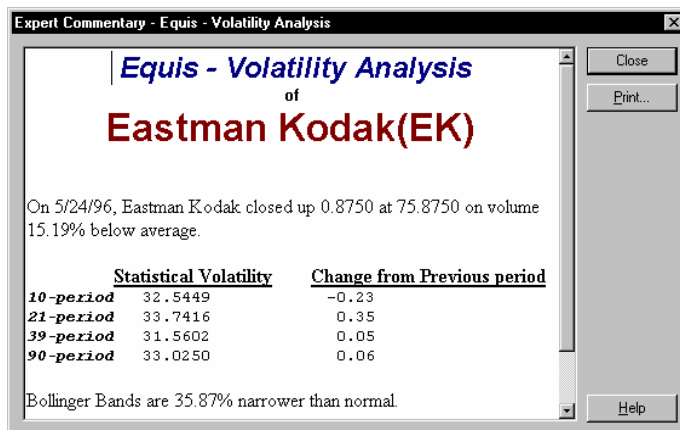 Expert Commentary - Equis - Volatility Analysis
Equis - Volatility Analysis
of
Eastman Kodak(EK)
Close
Print...
On 5/24/96, Eastman Kodak closed up 0.8750 at 75.8750 on volume
15.19% below average.
Statistical Volatility Change from Previous period
10-period 32.5449 -0.23
21-period 33.7416 0.35
39-period 31.5602 0.05
90-period 33.0250 0.06
Bollinger Bands are 35.87% narrower than normal.
Help